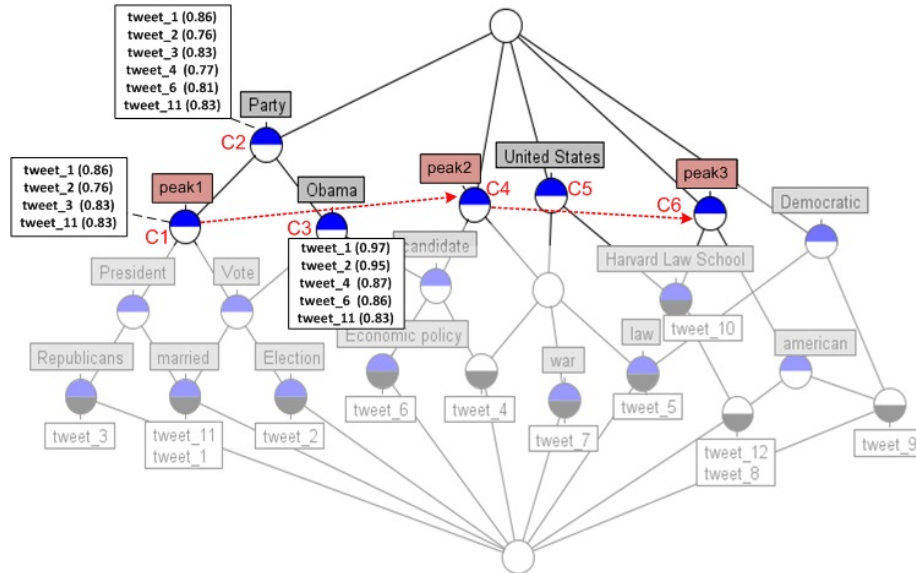 tweet_1 (0.86)
tweet_2 (0.76)
tweet_3 (0.83)
tweet_4 (0.77)
tweet_6 (0.81)
tweet_11 (0.83)
Party
C2
tweet_1 (0.86)
tweet_2 (0.76)
tweet_3 (0.83)
tweet_11 (0.83)
peak1
C1
Obama
C3
tweet_1 (0.97)
tweet_2 (0.95)
tweet_4 (0.87)
tweet_6 (0.86)
tweet_11 (0.83)
peak2
C4
United States
C5
peak3
C6
Democratic
President
Vote
candidate
Harvard Law School
tweet_10
Republicans
married
Election
Economic policy
war
law
american
tweet_3
tweet_11
tweet_1
tweet_2
tweet_6
tweet_4
tweet_7
tweet_5
tweet_12
tweet_8
tweet_9